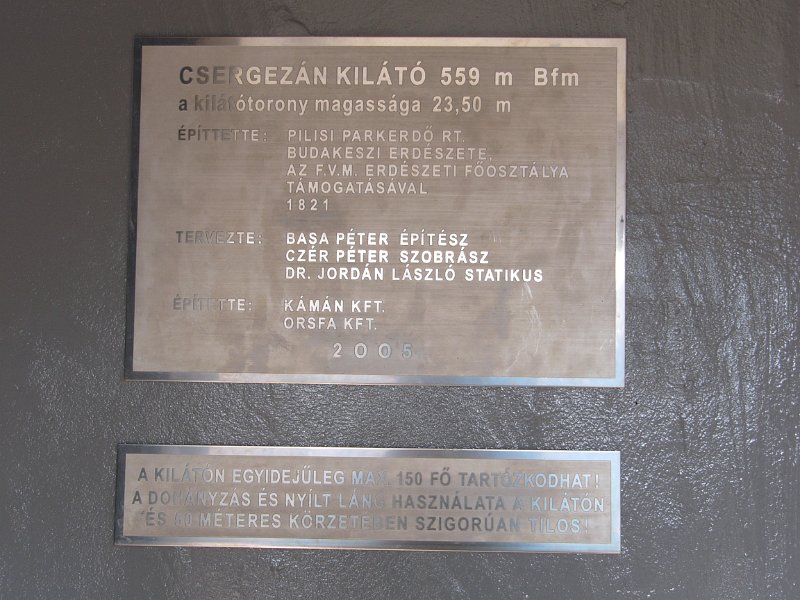 CSERGEZÁN KILÁTÓ 559 m Bfm
a kilátótorony magassága 23,50 m
ÉPÍTTETTE: PILISI PARKERDŐ RT.
BUDAKESZI ERDÉSZETE,
AZ F.V.M. ERDÉSZETI FŐOSZTÁLYA
TÁMOGATÁSÁVAL
1821
TERVEZTE: BASA PÉTER ÉPÍTÉSZ
CZÉR PÉTER SZOBRÁSZ
DR. JORDÁN LÁSZLÓ STATIKUS
ÉPÍTETTE: KÁMÁN KFT.
ORSFA KFT.
2005
A KILÁTÓN EGYIDEJŰLEG MAX. 150 FŐ TARTÓZKODHAT!
A DOHÁNYZÁS ÉS NYÍLT LÁNG HASZNÁLATA A KILÁTÓN
ÉS 50 MÉTERES KÖRZETÉBEN SZIGORÚAN TILOS!